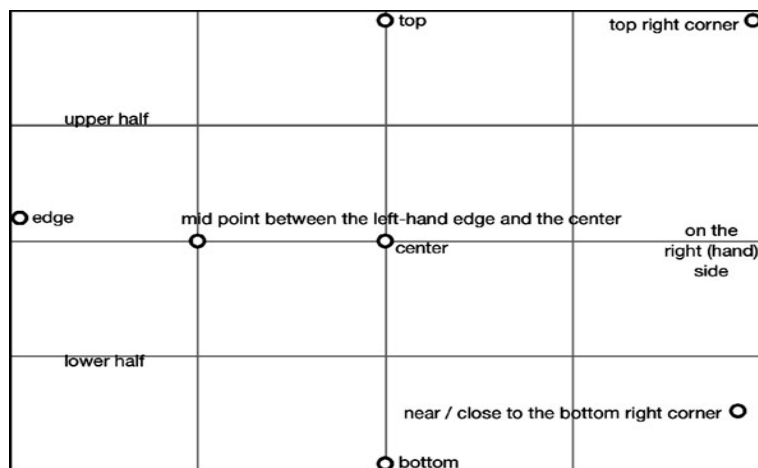 top
top right corner
upper half
edge
mid point between the left-hand edge and the center
center
on the
right (hand)
side
lower half
near / close to the bottom right corner
bottom